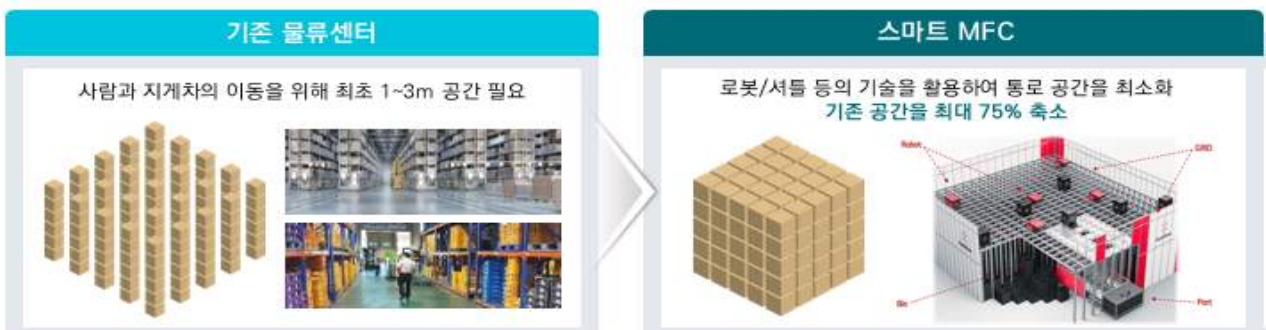 기존 물류센터
사람과 지게차의 이동을 위해 최초 1~3m 공간 필요
스마트 MFC
로봇/셔틀 등의 기술을 활용하여 통로 공간을 최소화
기존 공간을 최대 75% 축소
Robot
GRID
Bin
Port